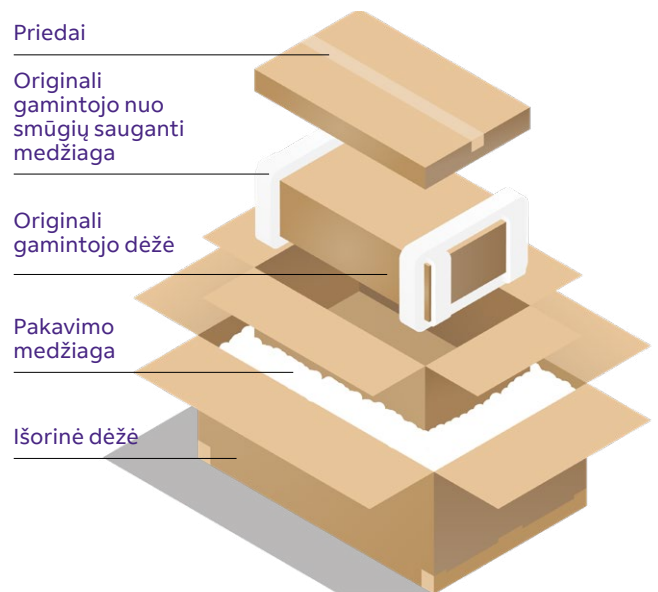 Priedai
Originali
gamintojo nuo
smūgių sauganti
medžiaga
Originali
gamintojo dėžė
Pakavimo
medžiaga
Išorinė dėžė